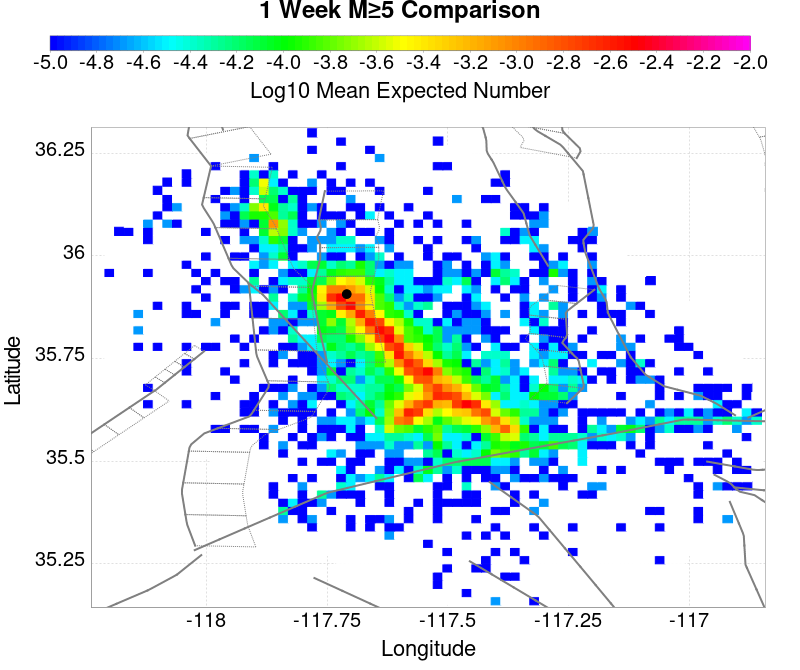 1 Week M≥5 Comparison
-5.0 -4.8 -4.6 -4.4 -4.2 -4.0 -3.8 -3.6 -3.4 -3.2 -3.0 -2.8 -2.6 -2.4 -2.2 -2.0
Log10 Mean Expected Number
36.25
36
35.75
35.5
35.25
Latitude
-118 -117.75 -117.5 -117.25 -117
Longitude